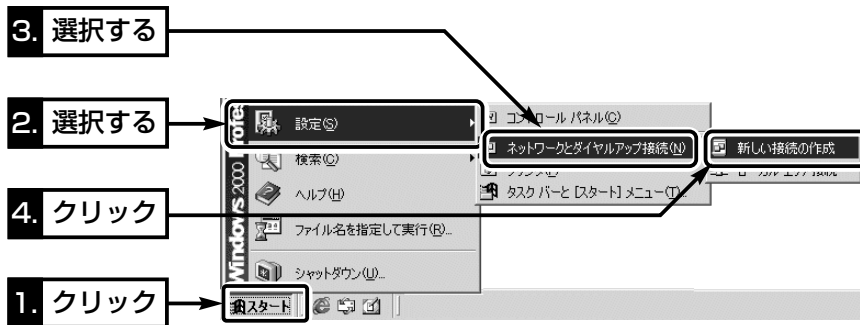 3. 選択する
コントロール パネル(C)
2. 選択する
設定(S)
ネットワークとダイヤルアップ接続(N)
新しい接続の作成
検索(C)
タスク バーと [スタート] メニュー(T)...
4. クリック
ヘルプ(H)
ファイル名を指定して実行(R)...
シャットダウン(U)...
Windows 2000 Profes
1. クリック
スタート